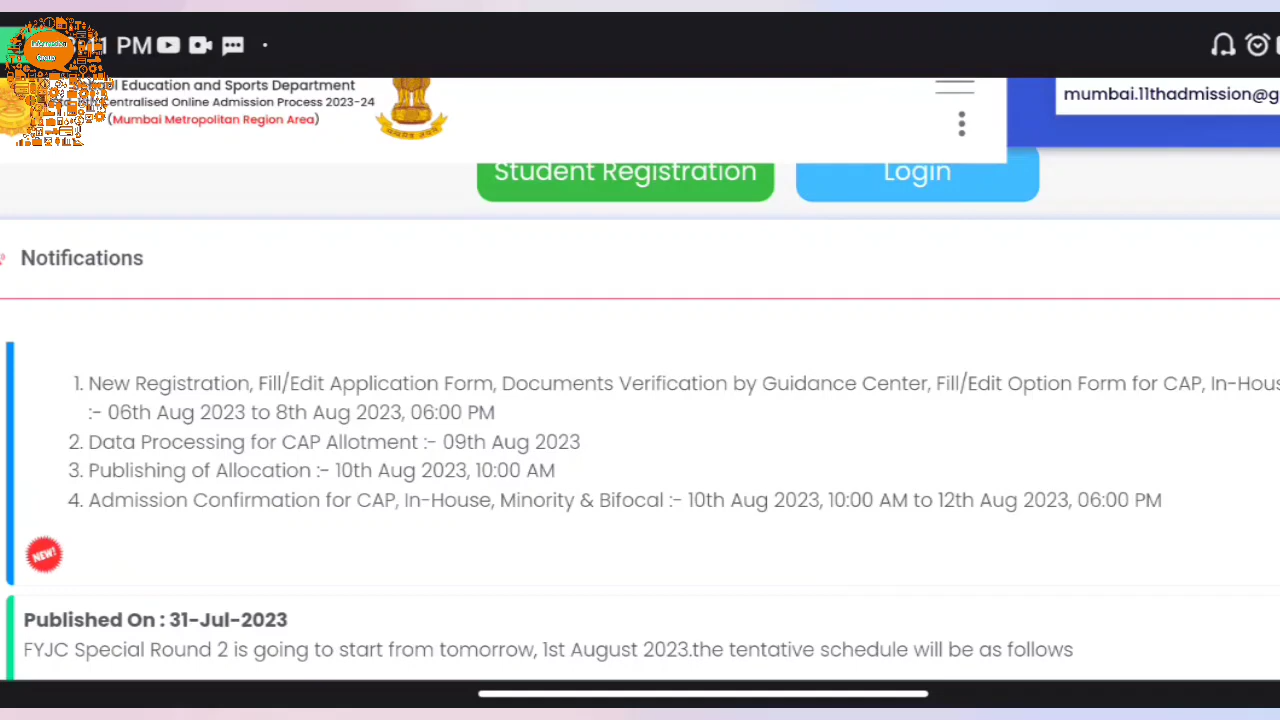 Information
Group
11 PM
Education and Sports Department
Centralised Online Admission Process 2023-24
(Mumbai Metropolitan Region Area)
mumbai.11thadmission@g
Student Registration
Login
Notifications
1. New Registration, Fill/Edit Application Form, Documents Verification by Guidance Center, Fill/Edit Option Form for CAP, In-Hous
:- 06th Aug 2023 to 8th Aug 2023, 06:00 PM
2. Data Processing for CAP Allotment :- 09th Aug 2023
3. Publishing of Allocation :- 10th Aug 2023, 10:00 AM
4. Admission Confirmation for CAP, In-House, Minority & Bifocal :- 10th Aug 2023, 10:00 AM to 12th Aug 2023, 06:00 PM
NEW!
Published On : 31-Jul-2023
FYJC Special Round 2 is going to start from tomorrow, 1st August 2023.the tentative schedule will be as follows